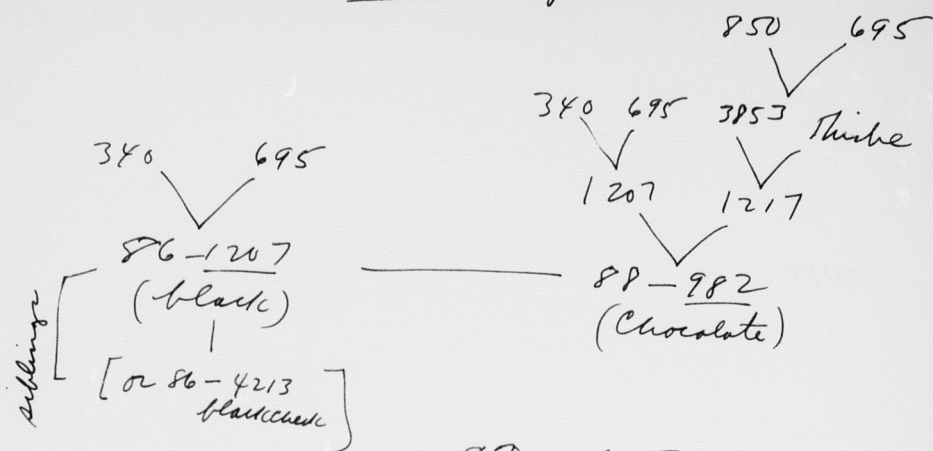 850 695
340 695 3853 Thisbe
340 695
1207 1217
86-1207
88-982
(black)
(Chocolate)
siblings
[or 86-4213
blackcheck]